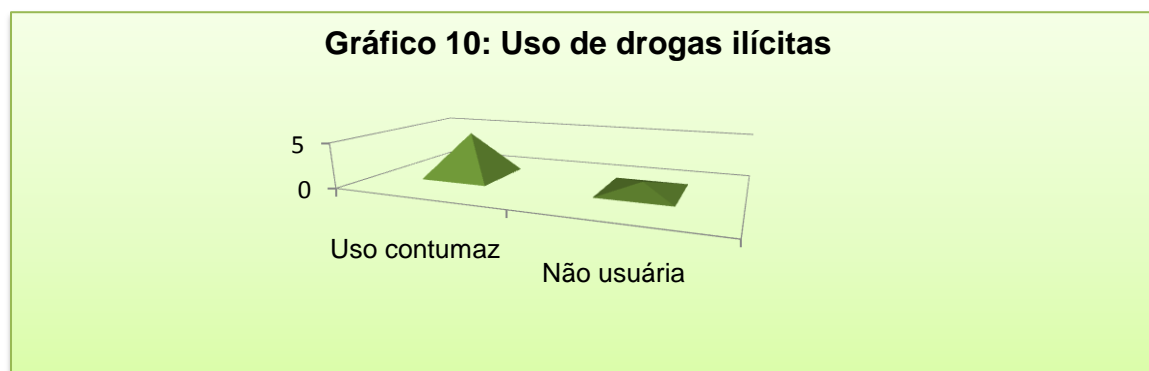 Gráfico 10: Uso de drogas ilícitas
5
0
Uso contumaz
Não usuária